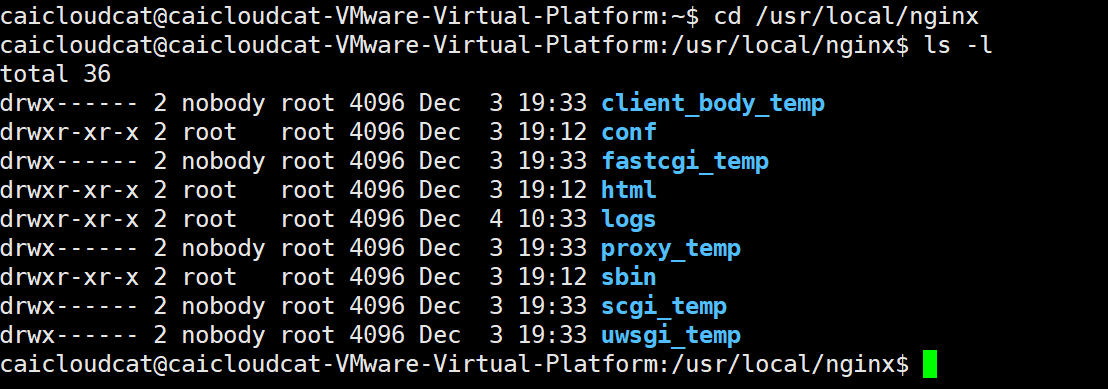 caicloudcat@caicloudcat-VMware-Virtual-Platform:~$ cd /usr/local/nginx
caicloudcat@caicloudcat-VMware-Virtual-Platform:/usr/local/nginx$ ls -l
total 36
drwx------ 2 nobody root 4096 Dec  3 19:33 client_body_temp
drwxr-xr-x 2 root   root 4096 Dec  3 19:12 conf
drwx------ 2 nobody root 4096 Dec  3 19:33 fastcgi_temp
drwxr-xr-x 2 root   root 4096 Dec  3 19:12 html
drwxr-xr-x 2 root   root 4096 Dec  4 10:33 logs
drwx------ 2 nobody root 4096 Dec  3 19:33 proxy_temp
drwxr-xr-x 2 root   root 4096 Dec  3 19:12 sbin
drwx------ 2 nobody root 4096 Dec  3 19:33 scgi_temp
drwx------ 2 nobody root 4096 Dec  3 19:33 uwsgi_temp
caicloudcat@caicloudcat-VMware-Virtual-Platform:/usr/local/nginx$